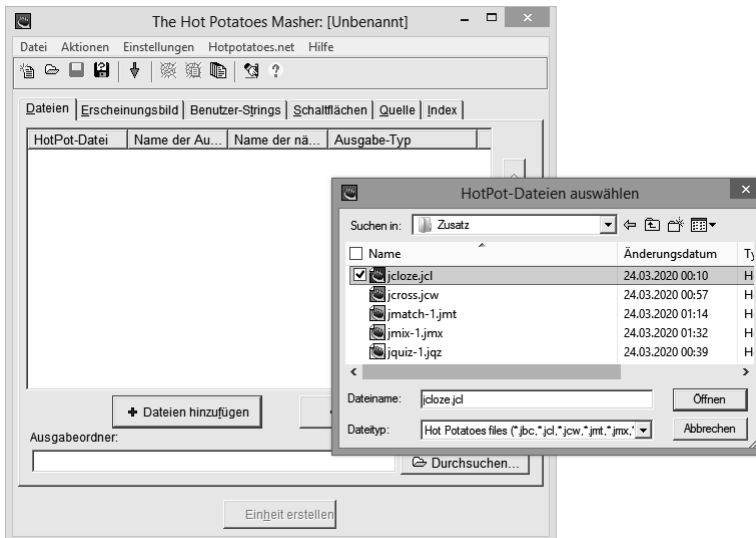 The Hot Potatoes Masher: [Unbenannt]
Datei Aktionen Einstellungen Hotpotatoes.net Hilfe
Dateien Erscheinungsbild Benutzer-Strings Schaltflächen Quelle Index
HotPot-Datei Name der Au... Name der nä... Ausgabe-Typ
Dateien hinzufügen
Ausgabeordner:
Durchsuchen...
Einheit erstellen
HotPot-Dateien auswählen
Suchen in: Zusatz
Name Änderungsdatum Ty
jcloze.jcl 24.03.2020 00:10 H
jcross.jcw 24.03.2020 00:57 H
jmatch-1.jmt 24.03.2020 01:14 H
jmix-1.jmx 24.03.2020 01:32 H
jquiz-1.jqz 24.03.2020 00:39 H
Dateiname: jcloze.jcl Öffnen
Dateityp: Hot Potatoes files (*.jbc,*.jcl,*.jcw,*.jmt,*.jmx,* Abbrechen